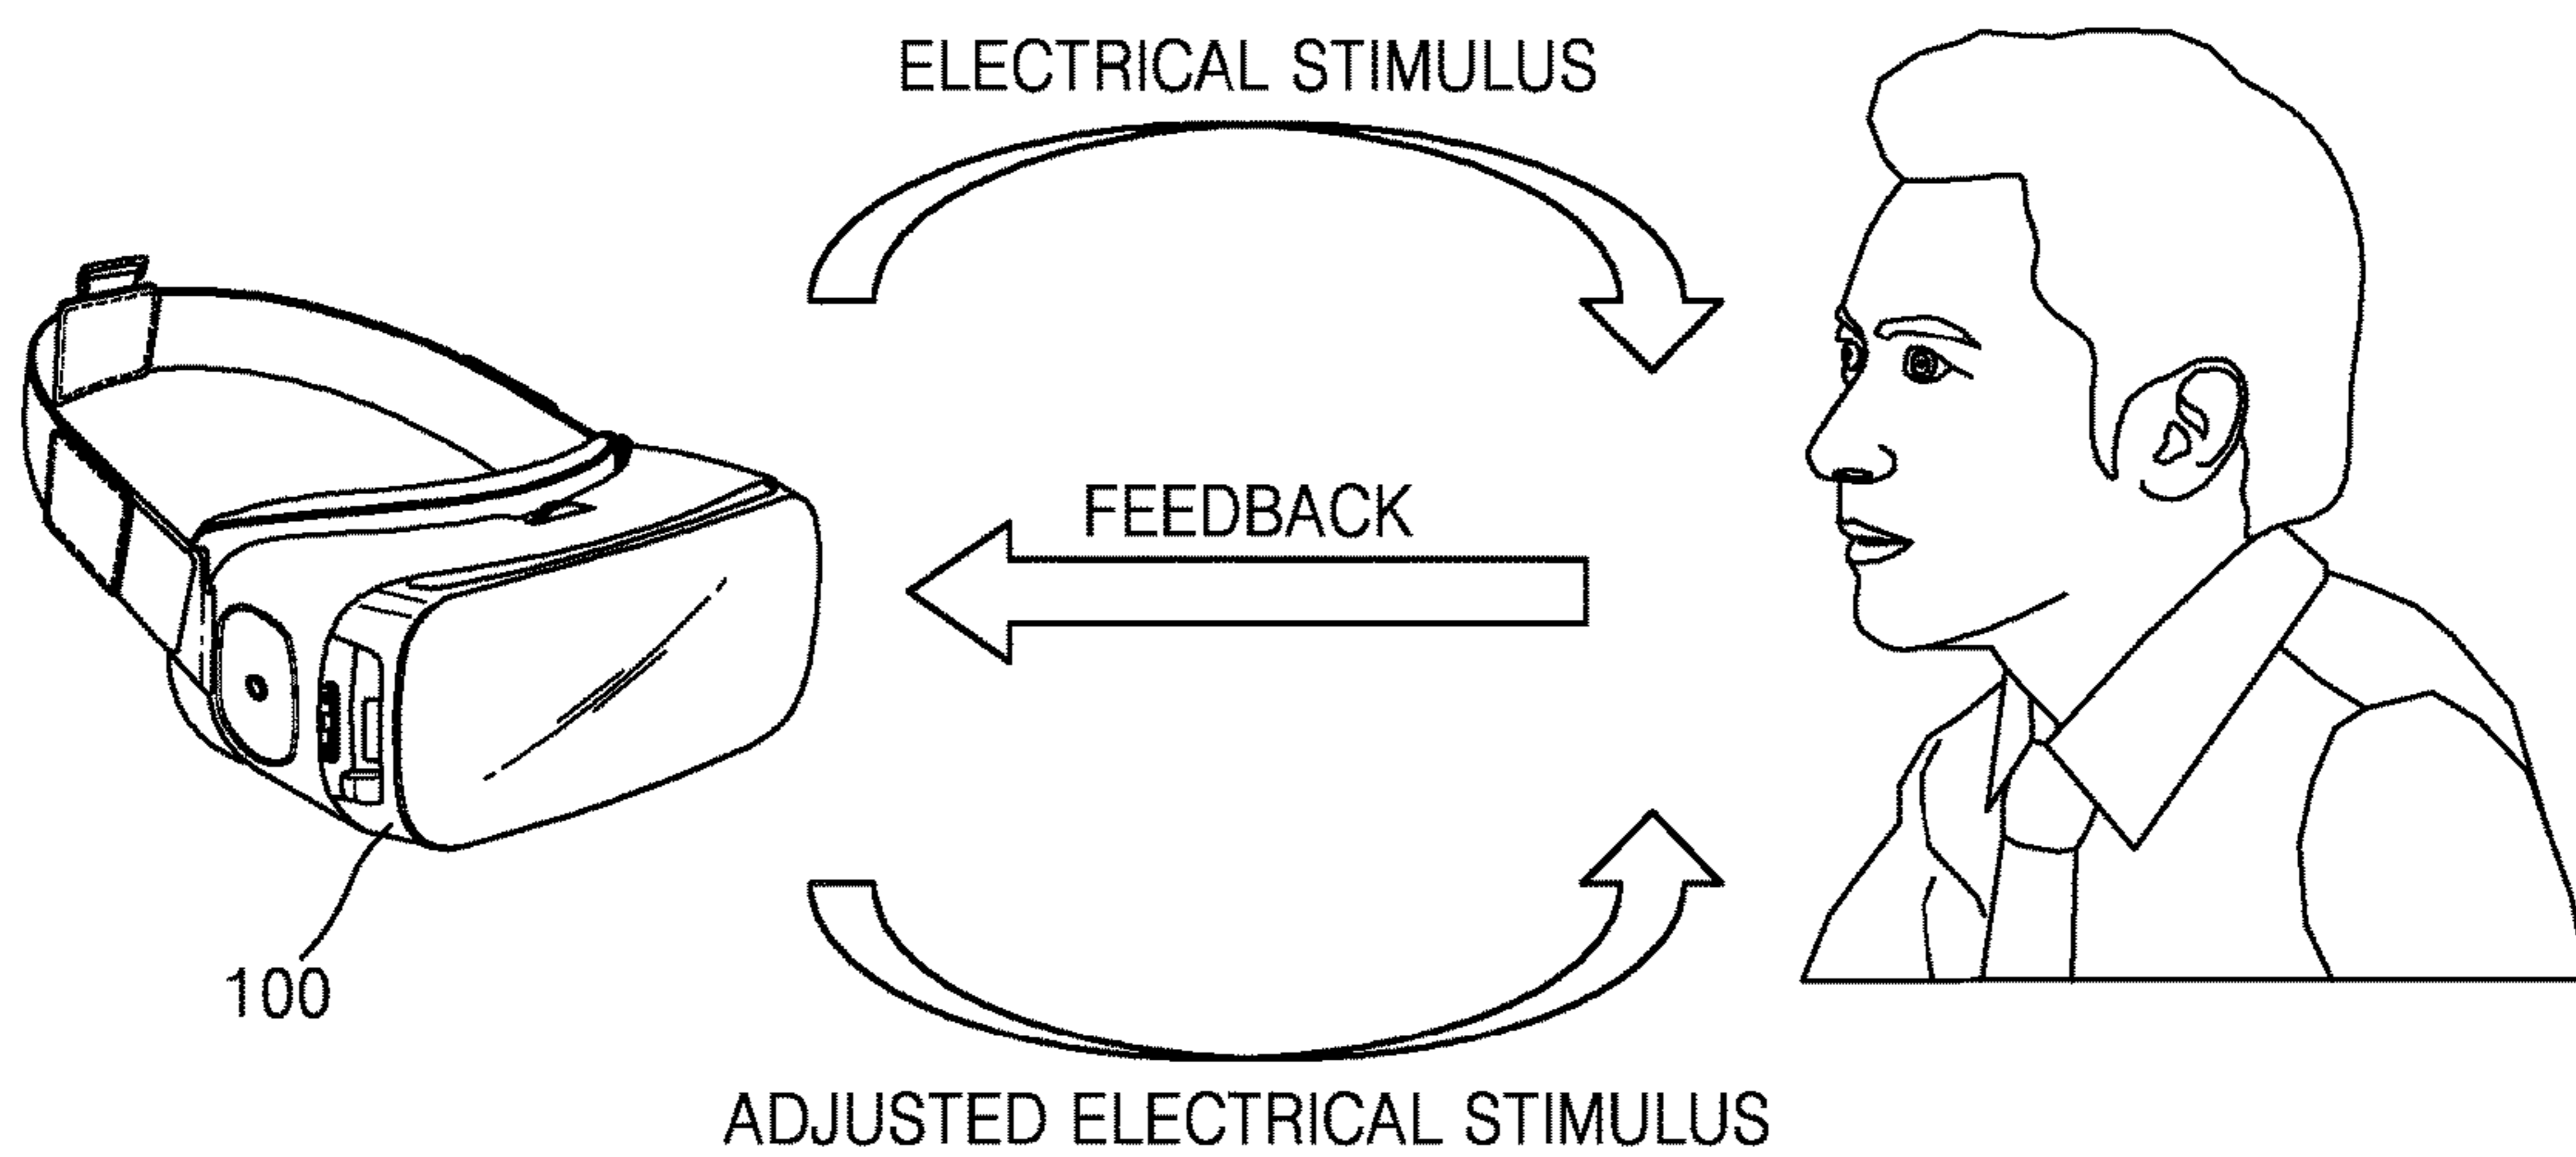 ELECTRICAL STIMULUS
FEEDBACK
100
ADJUSTED ELECTRICAL STIMULUS